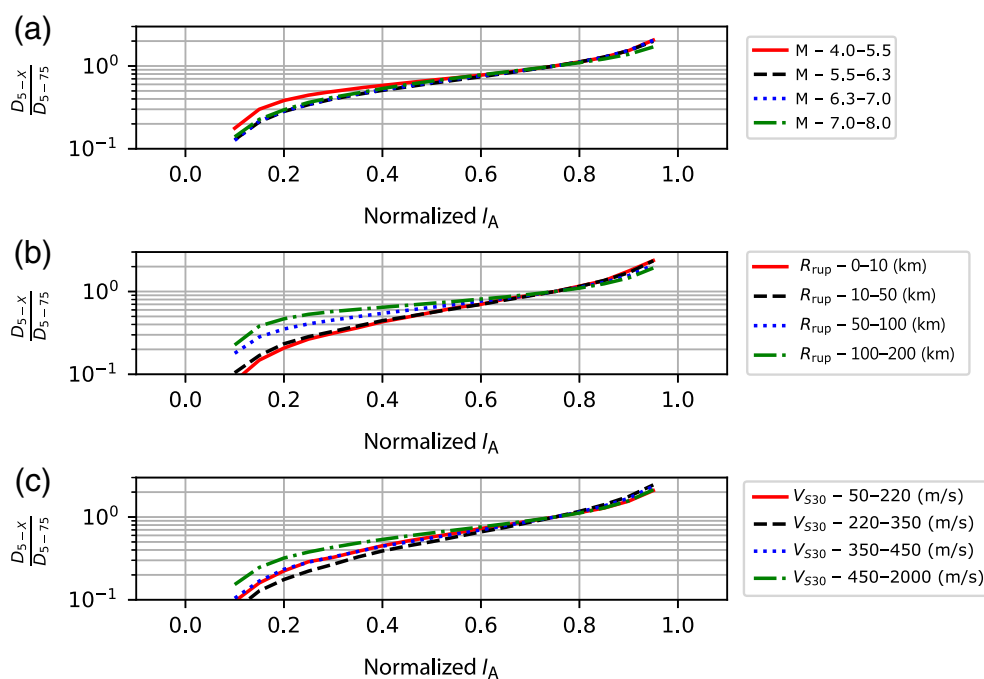 (a)
D5−X
D5−75
10^0
10^−1
0.0 0.2 0.4 0.6 0.8 1.0
Normalized IA
M – 4.0–5.5
M – 5.5–6.3
M – 6.3–7.0
M – 7.0–8.0
(b)
D5−X
D5−75
10^0
10^−1
0.0 0.2 0.4 0.6 0.8 1.0
Normalized IA
Rrup – 0–10 (km)
Rrup – 10–50 (km)
Rrup – 50–100 (km)
Rrup – 100–200 (km)
(c)
D5−X
D5−75
10^0
10^−1
0.0 0.2 0.4 0.6 0.8 1.0
Normalized IA
VS30 – 50–220 (m/s)
VS30 – 220–350 (m/s)
VS30 – 350–450 (m/s)
VS30 – 450–2000 (m/s)